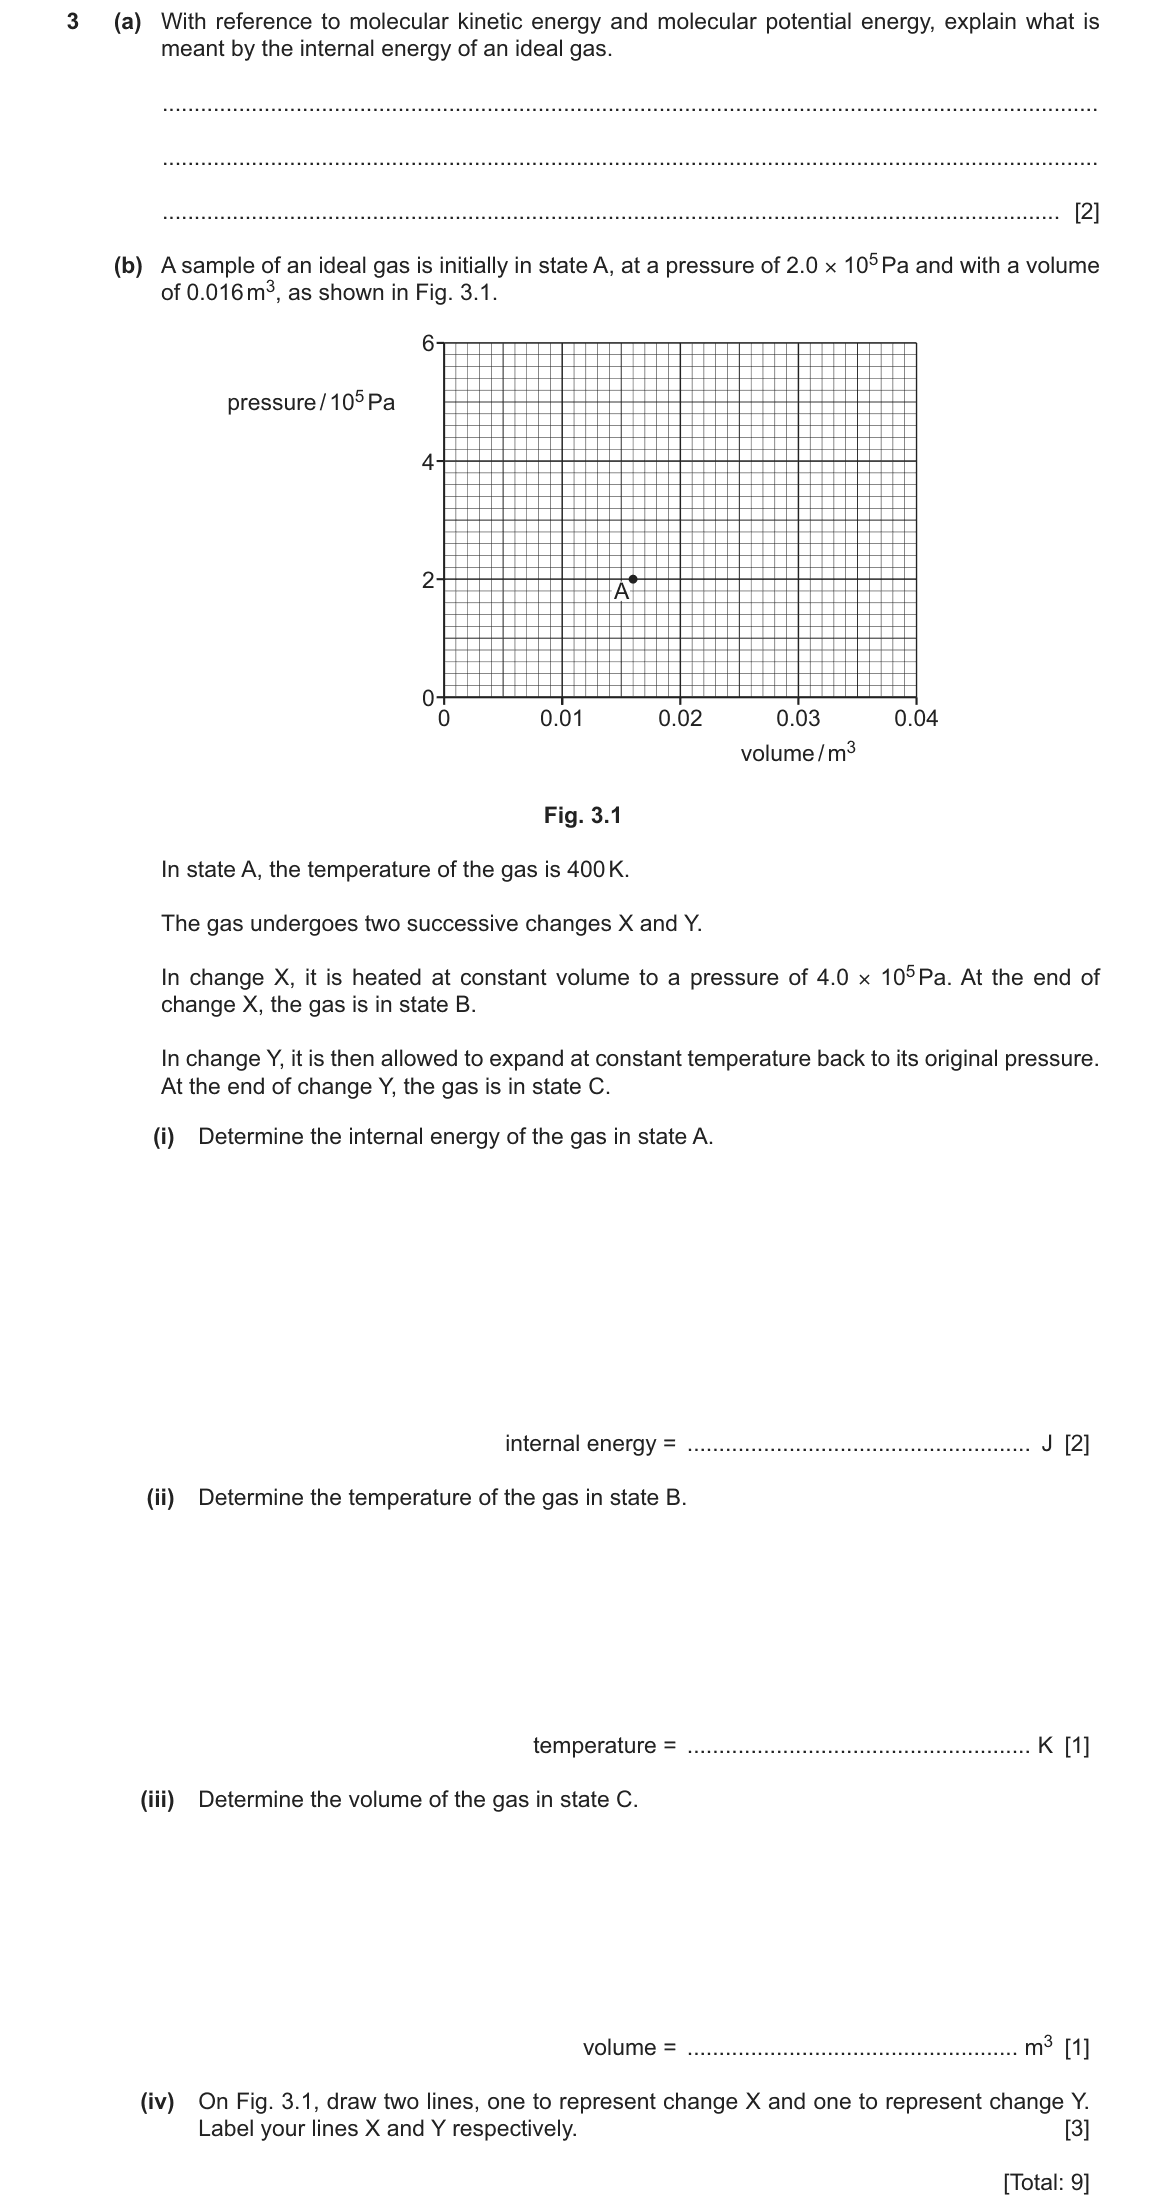 3 (a) With reference to molecular kinetic energy and molecular potential energy, explain what is
meant by the internal energy of an ideal gas.
..........................................................................................................................................
..........................................................................................................................................
.................................................................................................................................... [2]
(b) A sample of an ideal gas is initially in state A, at a pressure of 2.0 × 10⁵ Pa and with a volume
of 0.016 m³, as shown in Fig. 3.1.
6
pressure / 10⁵ Pa
4
2
A
0
0 0.01 0.02 0.03 0.04
volume / m³
Fig. 3.1
In state A, the temperature of the gas is 400 K.
The gas undergoes two successive changes X and Y.
In change X, it is heated at constant volume to a pressure of 4.0 × 10⁵ Pa. At the end of
change X, the gas is in state B.
In change Y, it is then allowed to expand at constant temperature back to its original pressure.
At the end of change Y, the gas is in state C.
(i) Determine the internal energy of the gas in state A.
internal energy = ...................................................... J [2]
(ii) Determine the temperature of the gas in state B.
temperature = ...................................................... K [1]
(iii) Determine the volume of the gas in state C.
volume = .................................................... m³ [1]
(iv) On Fig. 3.1, draw two lines, one to represent change X and one to represent change Y.
Label your lines X and Y respectively. [3]
[Total: 9]